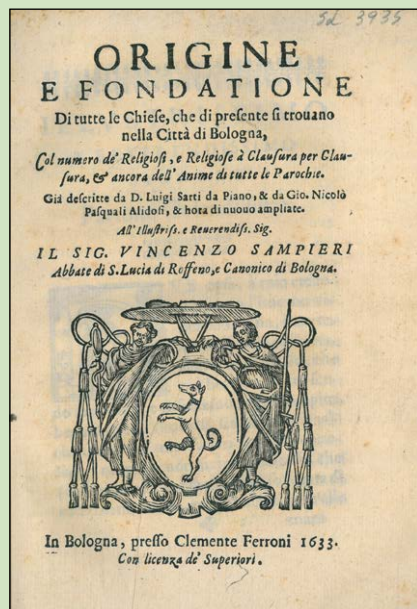 Sd 3935
ORIGINE
E FONDATIONE
Di tutte le Chiese, che di presente si trouano
nella Città di Bologna,
Col numero de' Religiosi, e Religiose à Clausura per Clau-
sura, & ancora dell'Anime di tutte le Parochie.
Già descritte da D. Luigi Sarti da Piano, & da Gio. Nicolò
Pasquali Alidosi, & hora di nuouo ampliate.
All'Illustriss. e Reuerendiss. Sig.
IL SIG. VINCENZO SAMPIERI
Abbate di S. Lucia di Roffeno, e Canonico di Bologna.
In Bologna, presso Clemente Ferroni 1633.
Con licenza de' Superiori.